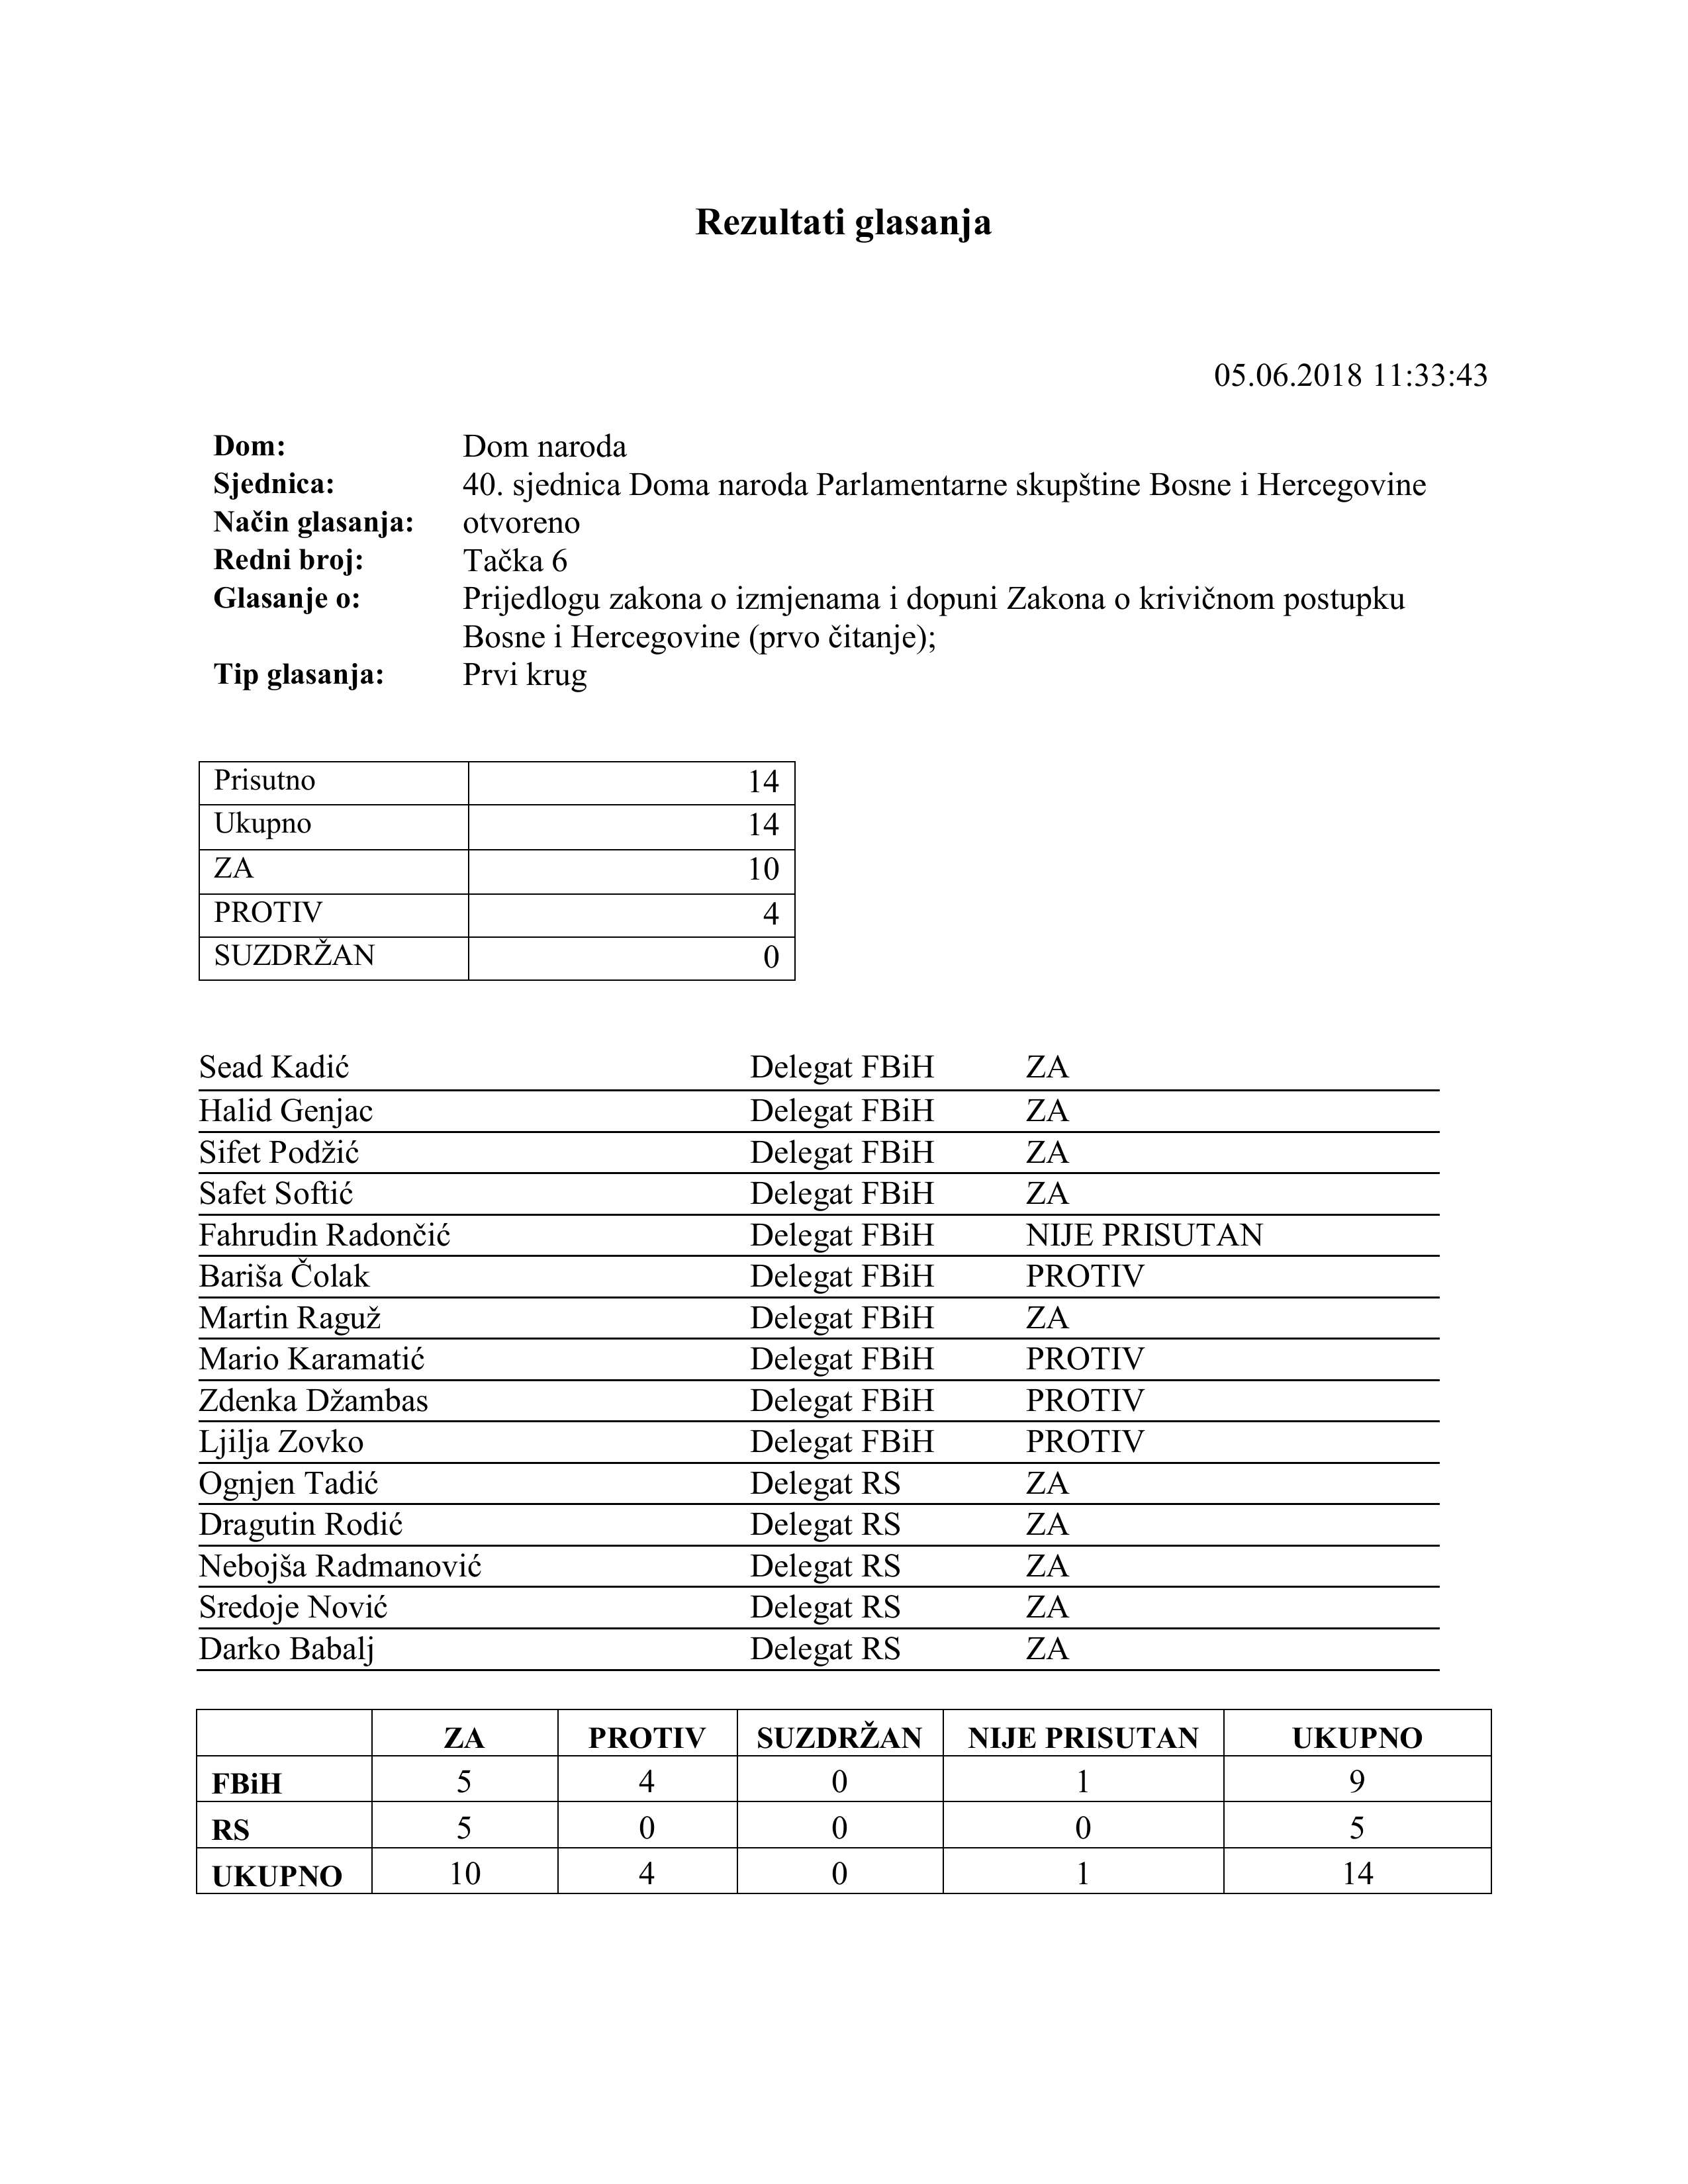 Rezultati glasanja
05.06.2018 11:33:43
Dom: Dom naroda
Sjednica: 40. sjednica Doma naroda Parlamentarne skupštine Bosne i Hercegovine
Način glasanja: otvoreno
Redni broj: Tačka 6
Glasanje o: Prijedlogu zakona o izmjenama i dopuni Zakona o krivičnom postupku
Bosne i Hercegovine (prvo čitanje);
Tip glasanja: Prvi krug
Prisutno 14
Ukupno 14
ZA 10
PROTIV 4
SUZDRŽAN 0
Sead Kadić Delegat FBiH ZA
Halid Genjac Delegat FBiH ZA
Sifet Podžić Delegat FBiH ZA
Safet Softić Delegat FBiH ZA
Fahrudin Radončić Delegat FBiH NIJE PRISUTAN
Bariša Čolak Delegat FBiH PROTIV
Martin Raguž Delegat FBiH ZA
Mario Karamatić Delegat FBiH PROTIV
Zdenka Džambas Delegat FBiH PROTIV
Ljilja Zovko Delegat FBiH PROTIV
Ognjen Tadić Delegat RS ZA
Dragutin Rodić Delegat RS ZA
Nebojša Radmanović Delegat RS ZA
Sredoje Nović Delegat RS ZA
Darko Babalj Delegat RS ZA
ZA PROTIV SUZDRŽAN NIJE PRISUTAN UKUPNO
FBiH 5 4 0 1 9
RS 5 0 0 0 5
UKUPNO 10 4 0 1 14